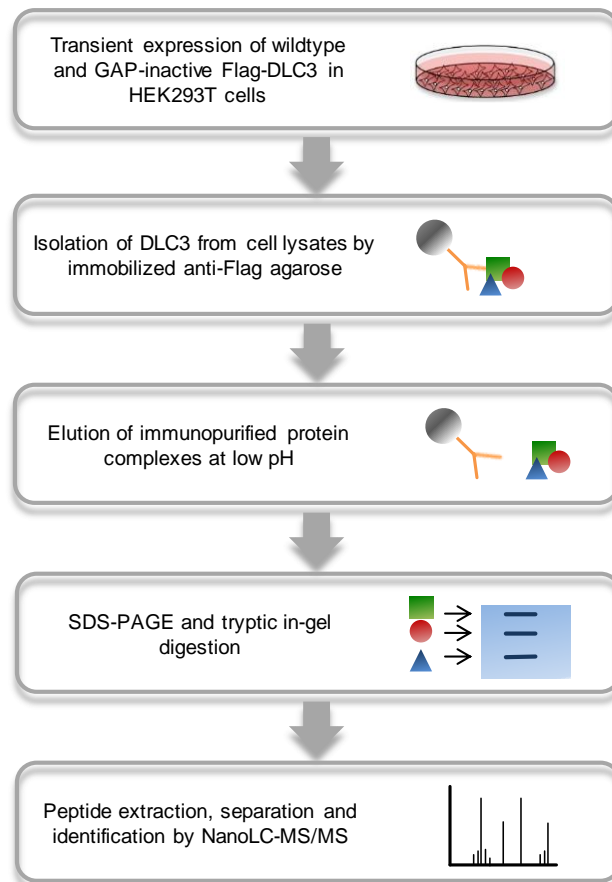 Transient expression of wildtype
and GAP-inactive Flag-DLC3 in
HEK293T cells
Isolation of DLC3 from cell lysates by
immobilized anti-Flag agarose
Elution of immunopurified protein
complexes at low pH
SDS-PAGE and tryptic in-gel
digestion
Peptide extraction, separation and
identification by NanoLC-MS/MS